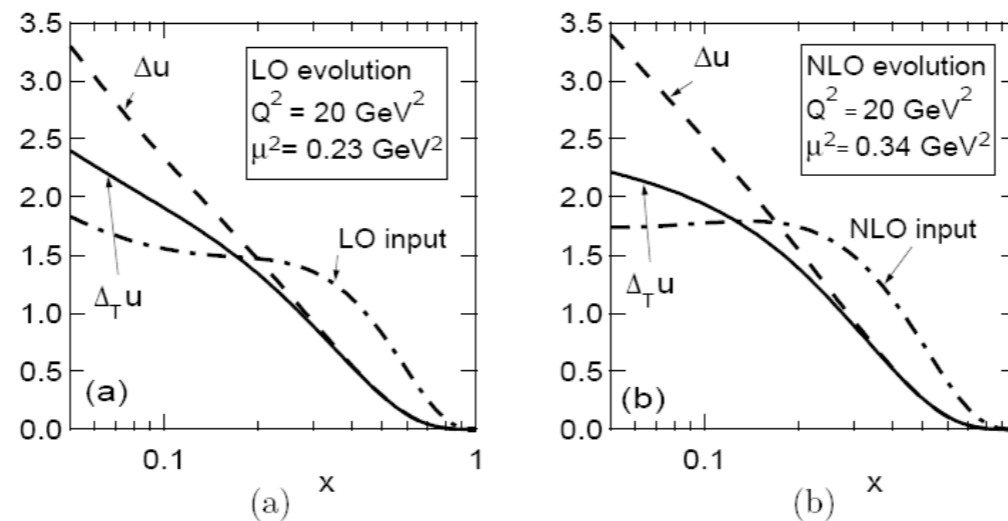 3.5
3.0
2.5
2.0
1.5
1.0
0.5
0.0
Δu
LO evolution
Q² = 20 GeV²
μ²= 0.23 GeV²
LO input
Δ_T u
(a)
0.1
1
x
(a)
3.5
3.0
2.5
2.0
1.5
1.0
0.5
0.0
Δu
NLO evolution
Q² = 20 GeV²
μ²= 0.34 GeV²
NLO input
Δ_T u
(b)
0.1
x
(b)